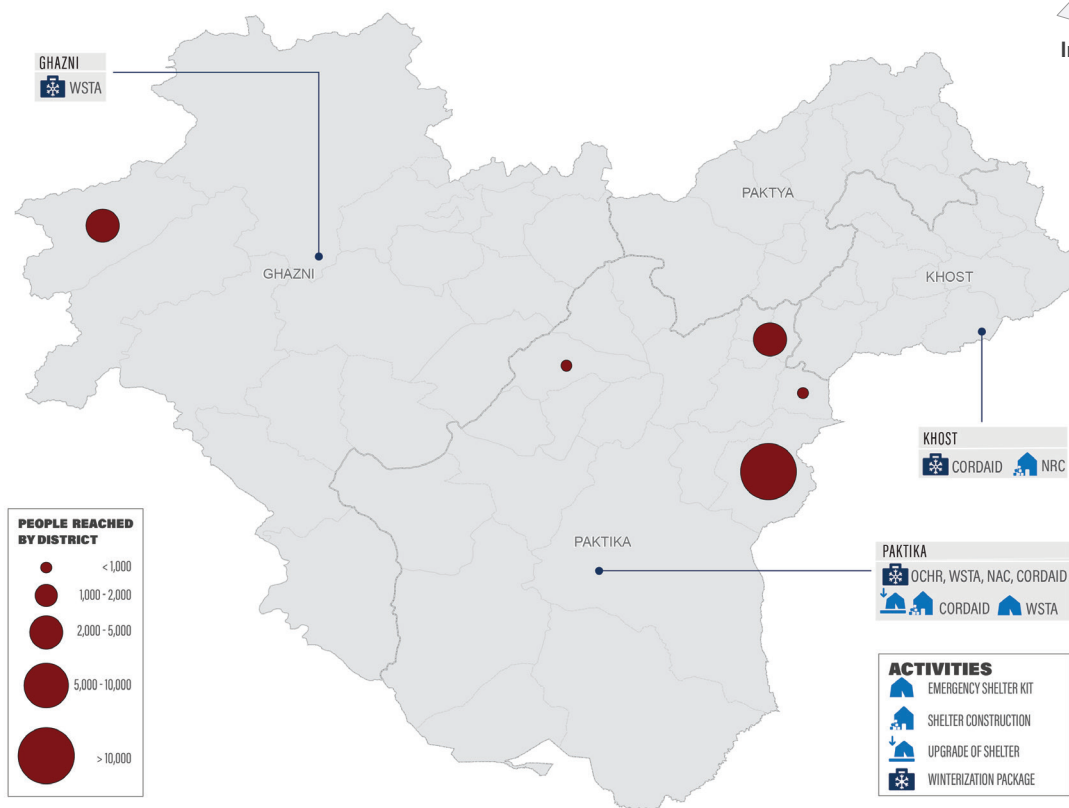 In
GHAZNI
WSTA
PAKTYA
GHAZNI
KHOST
KHOST
CORDAID NRC
PAKTIKA
PAKTIKA
OCHR, WSTA, NAC, CORDAID
CORDAID WSTA
PEOPLE REACHED
BY DISTRICT
< 1,000
1,000 - 2,000
2,000 - 5,000
5,000 - 10,000
> 10,000
ACTIVITIES
EMERGENCY SHELTER KIT
SHELTER CONSTRUCTION
UPGRADE OF SHELTER
WINTERIZATION PACKAGE